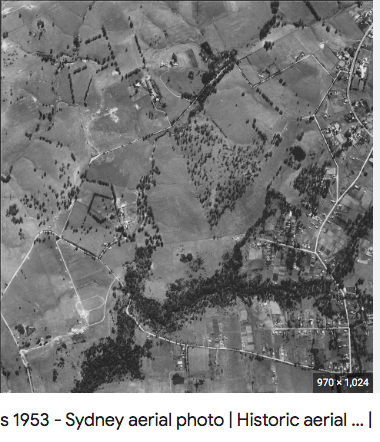 970 × 1,024
s 1953 - Sydney aerial photo | Historic aerial ... |